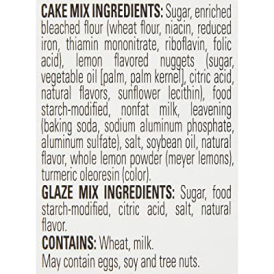 CAKE MIX INGREDIENTS: Sugar, enriched
bleached flour (wheat flour, niacin, reduced
iron, thiamin mononitrate, riboflavin, folic
acid), lemon flavored nuggets (sugar,
vegetable oil [palm, palm kernel], citric acid,
natural flavors, sunflower lecithin), food
starch-modified, nonfat milk, leavening
(baking soda, sodium aluminum phosphate,
aluminum sulfate), salt, soybean oil, natural
flavor, whole lemon powder (meyer lemons),
turmeric oleoresin (color).
GLAZE MIX INGREDIENTS: Sugar, food
starch-modified, citric acid, salt, natural
flavor.
CONTAINS: Wheat, milk.
May contain eggs, soy and tree nuts.